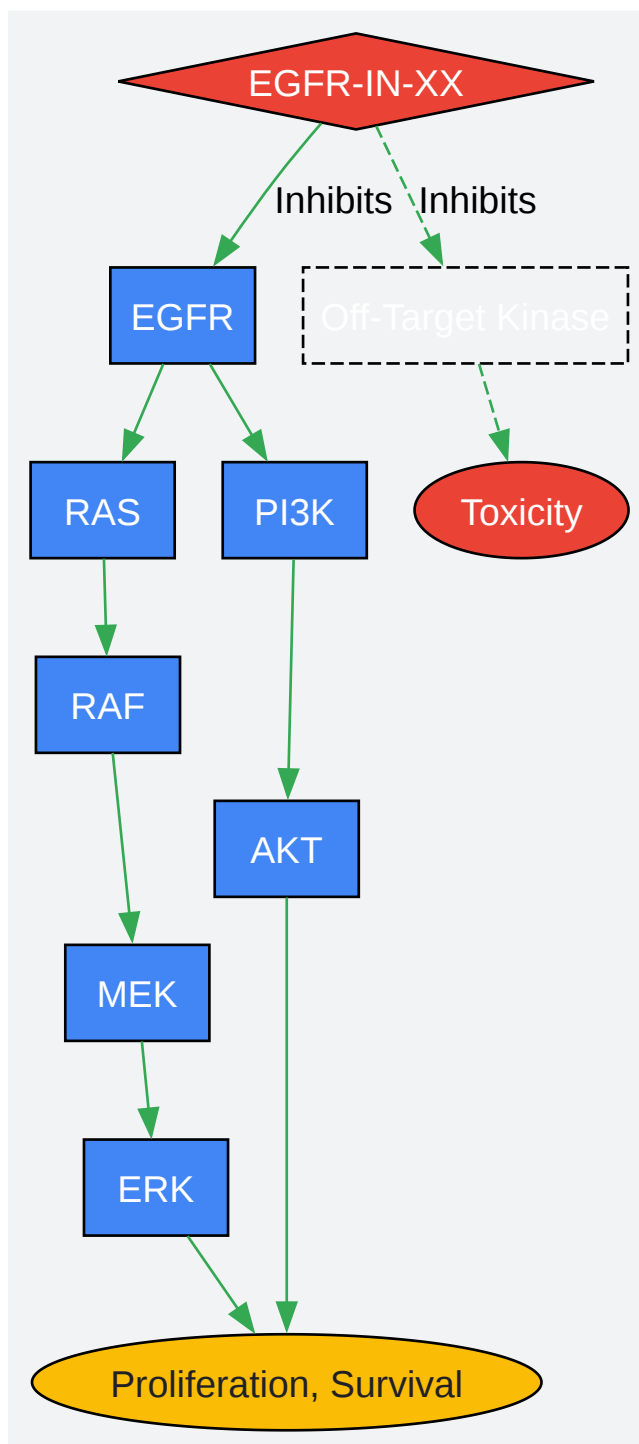 EGFR-IN-XX
Inhibits
Inhibits
EGFR
Off-Target Kinase
RAS
PI3K
Toxicity
RAF
AKT
MEK
ERK
Proliferation, Survival